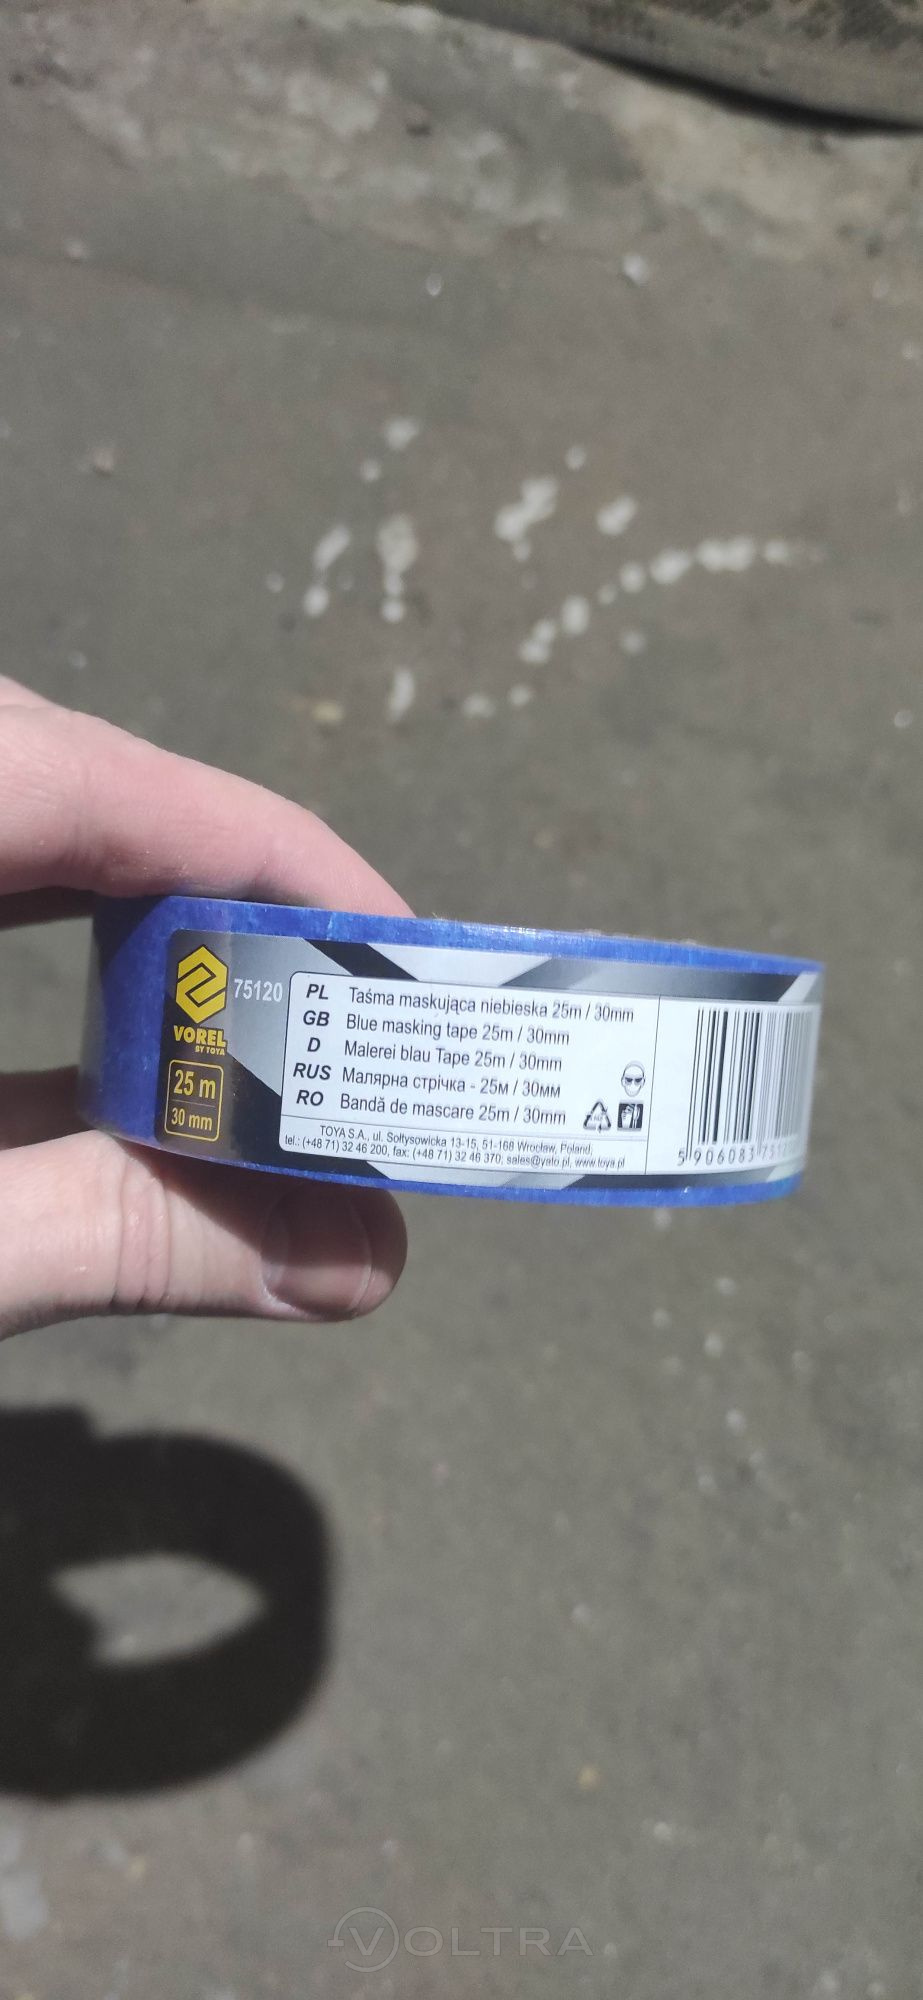 VOREL
BY TOYA
75120
25 m
30 mm
PL Taśma maskująca niebieska 25m / 30mm
GB Blue masking tape 25m / 30mm
D Malerei blau Tape 25m / 30mm
RUS Малярна стрічка - 25м / 30мм
RO Bandă de mascare 25m / 30mm
TOYA S.A., ul. Sołtysowicka 13-15, 51-168 Wrocław, Poland,
tel.: (+48 71) 32 46 200, fax: (+48 71) 32 46 370; sales@yato.pl, www.toya.pl
5 906083
VOLTRA